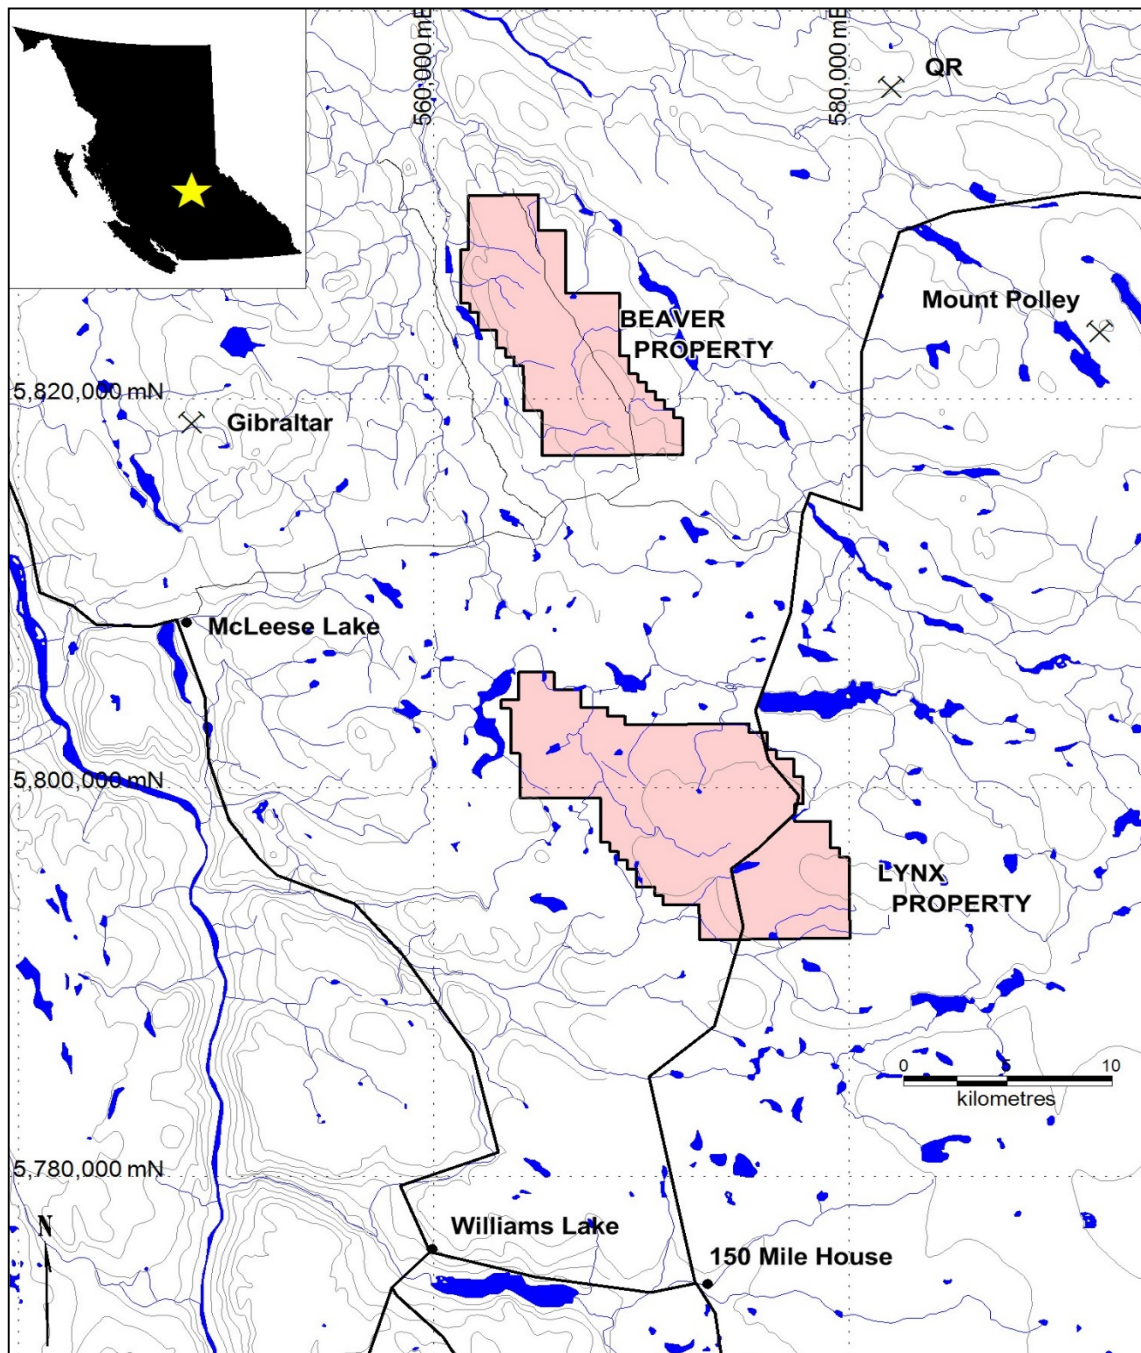 560,000 mE
580,000 mE
QR
Mount Polley
BEAVER
PROPERTY
5,820,000 mN
Gibraltar
McLeese Lake
5,800,000 mN
LYNX
PROPERTY
0 5 10
kilometres
5,780,000 mN
N
Williams Lake
150 Mile House